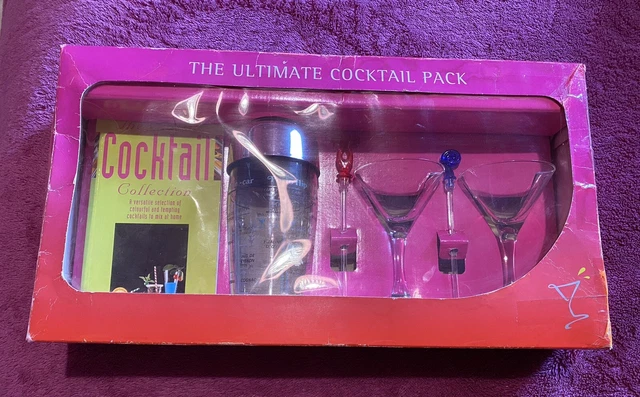 THE ULTIMATE COCKTAIL PACK
Cocktail
Collection
A versatile selection of
colourful and tempting
cocktails to mix at home